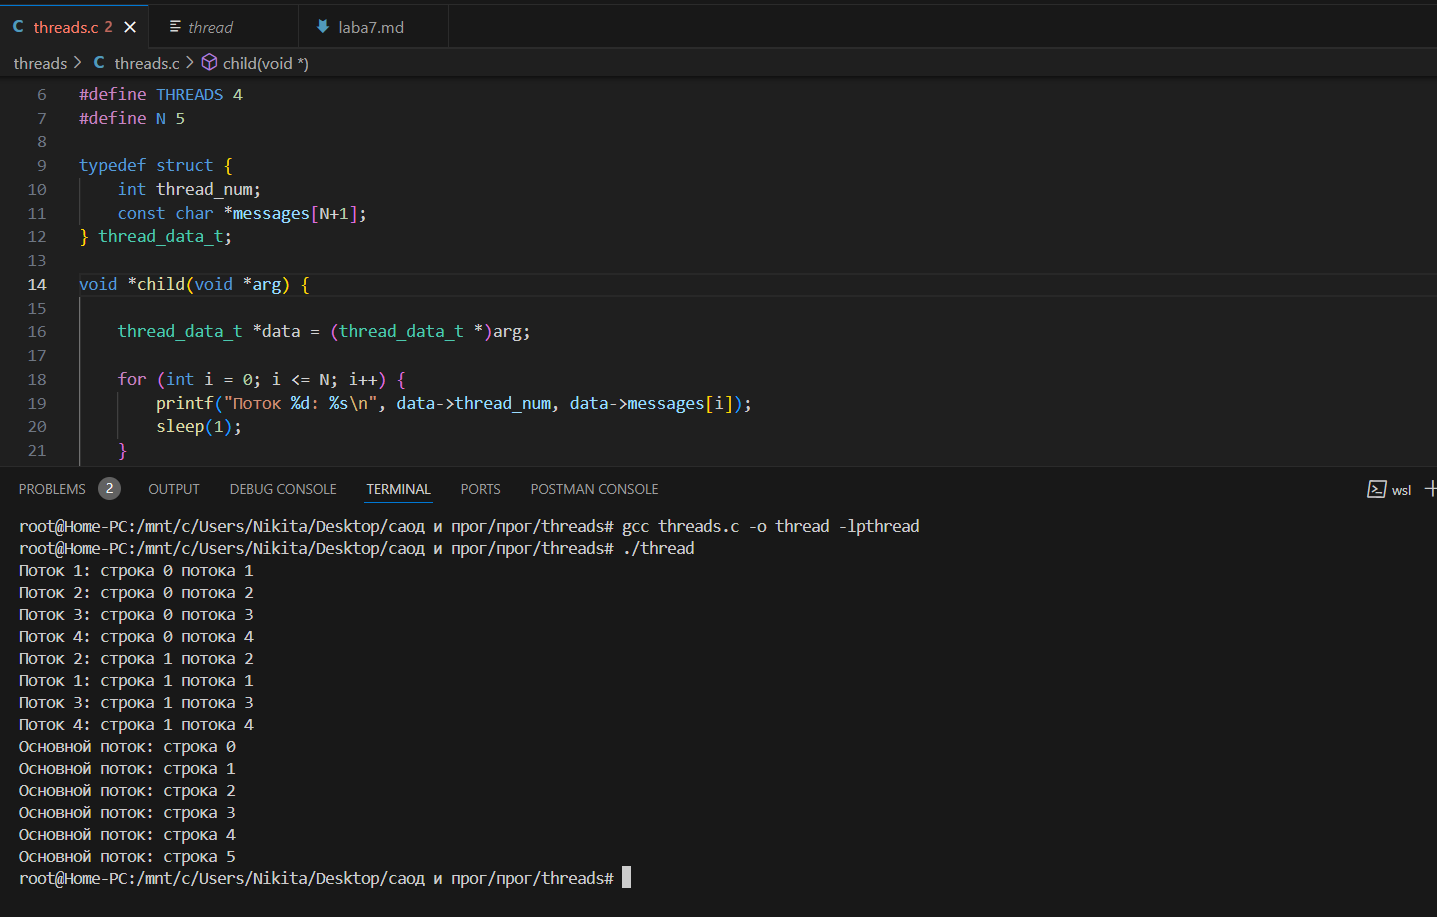 threads.c 2 thread laba7.md
threads > C threads.c > child(void *)
6 #define THREADS 4
7 #define N 5
8
9 typedef struct {
10 int thread_num;
11 const char *messages[N+1];
12 } thread_data_t;
13
14 void *child(void *arg) {
15
16 thread_data_t *data = (thread_data_t *)arg;
17
18 for (int i = 0; i <= N; i++) {
19 printf("Поток %d: %s\n", data->thread_num, data->messages[i]);
20 sleep(1);
21 }
PROBLEMS 2 OUTPUT DEBUG CONSOLE TERMINAL PORTS POSTMAN CONSOLE wsl
root@Home-PC:/mnt/c/Users/Nikita/Desktop/саод и прог/прог/threads# gcc threads.c -o thread -lpthread
root@Home-PC:/mnt/c/Users/Nikita/Desktop/саод и прог/прог/threads# ./thread
Поток 1: строка 0 потока 1
Поток 2: строка 0 потока 2
Поток 3: строка 0 потока 3
Поток 4: строка 0 потока 4
Поток 2: строка 1 потока 2
Поток 1: строка 1 потока 1
Поток 3: строка 1 потока 3
Поток 4: строка 1 потока 4
Основной поток: строка 0
Основной поток: строка 1
Основной поток: строка 2
Основной поток: строка 3
Основной поток: строка 4
Основной поток: строка 5
root@Home-PC:/mnt/c/Users/Nikita/Desktop/саод и прог/прог/threads#